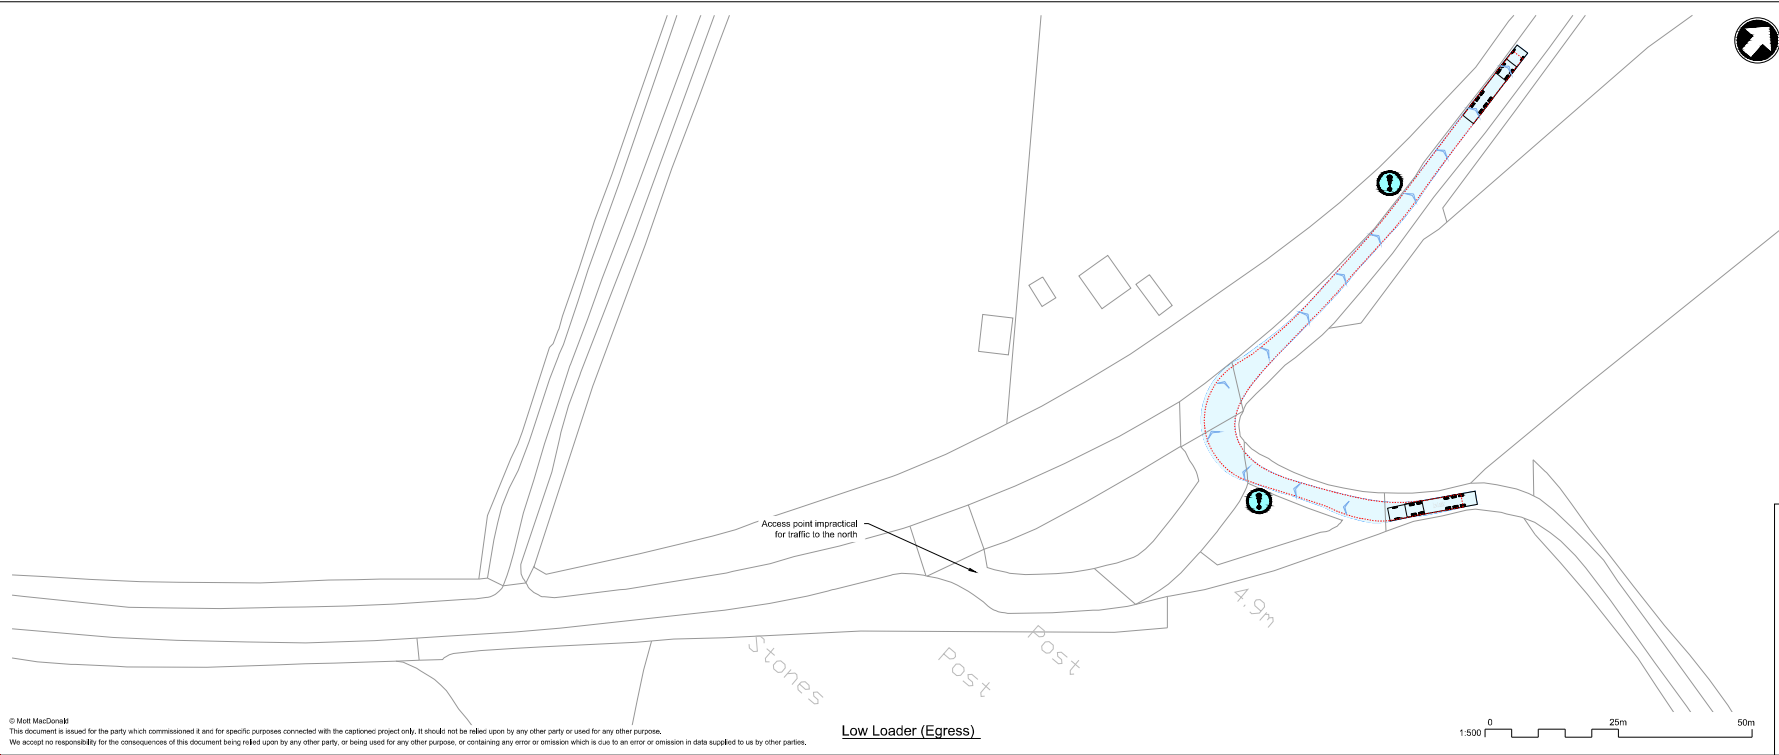 Access point impractical
for traffic to the north
4.9m
Stones
Post
Post
© Mott MacDonald
This document is issued for the party which commissioned it and for specific purposes connected with the captioned project only. It should not be relied upon by any other party or used for any other purpose.
We accept no responsibility for the consequences of this document being relied upon by any other party, or being used for any other purpose, or containing any error or omission which is due to an error or omission in data supplied to us by other parties.
Low Loader (Egress)
0 25m 50m
1:500